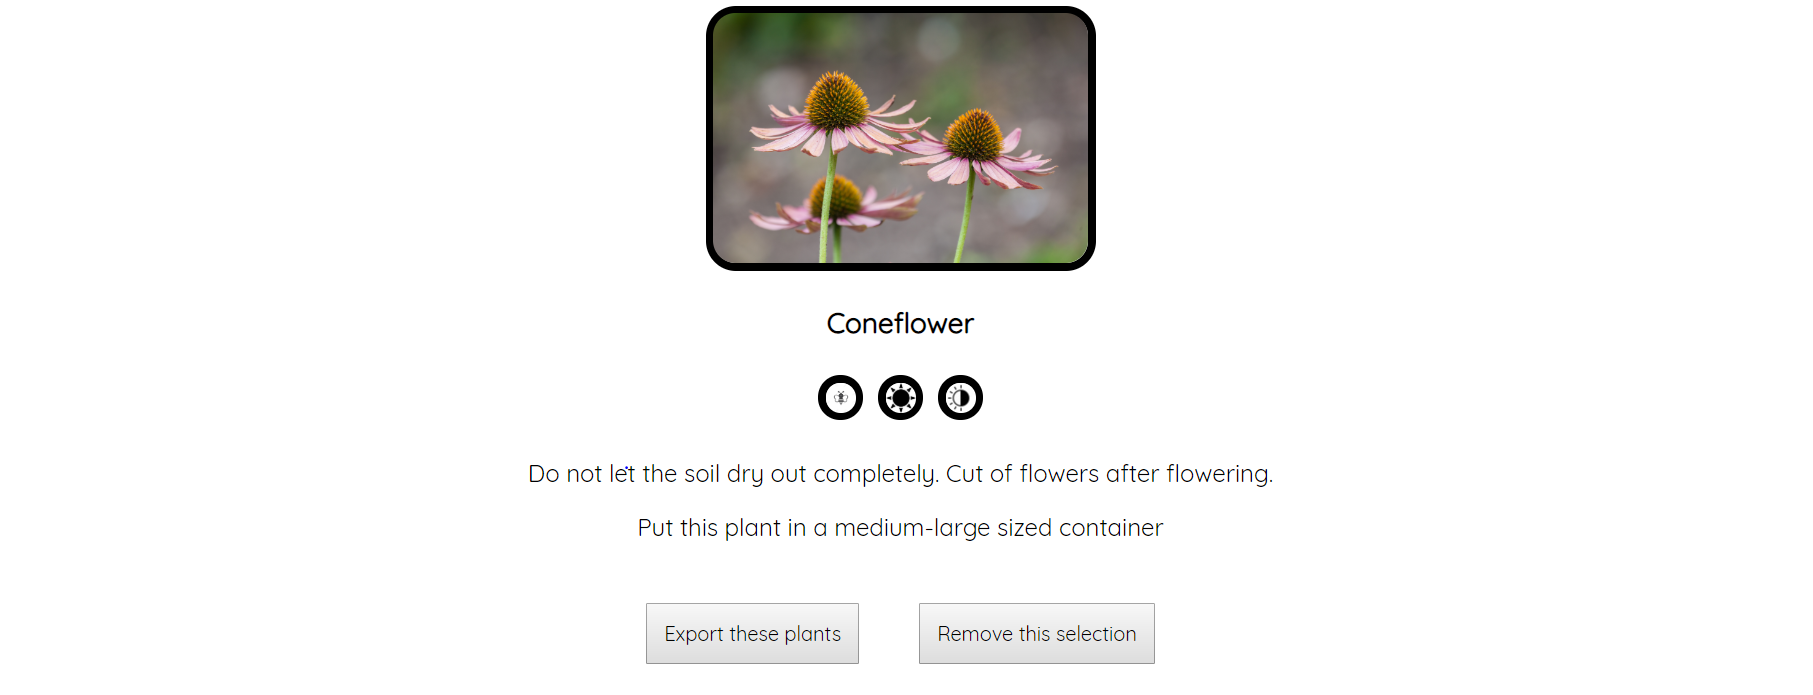 Coneflower
Do not let the soil dry out completely. Cut of flowers after flowering.
Put this plant in a medium-large sized container
Export these plants
Remove this selection